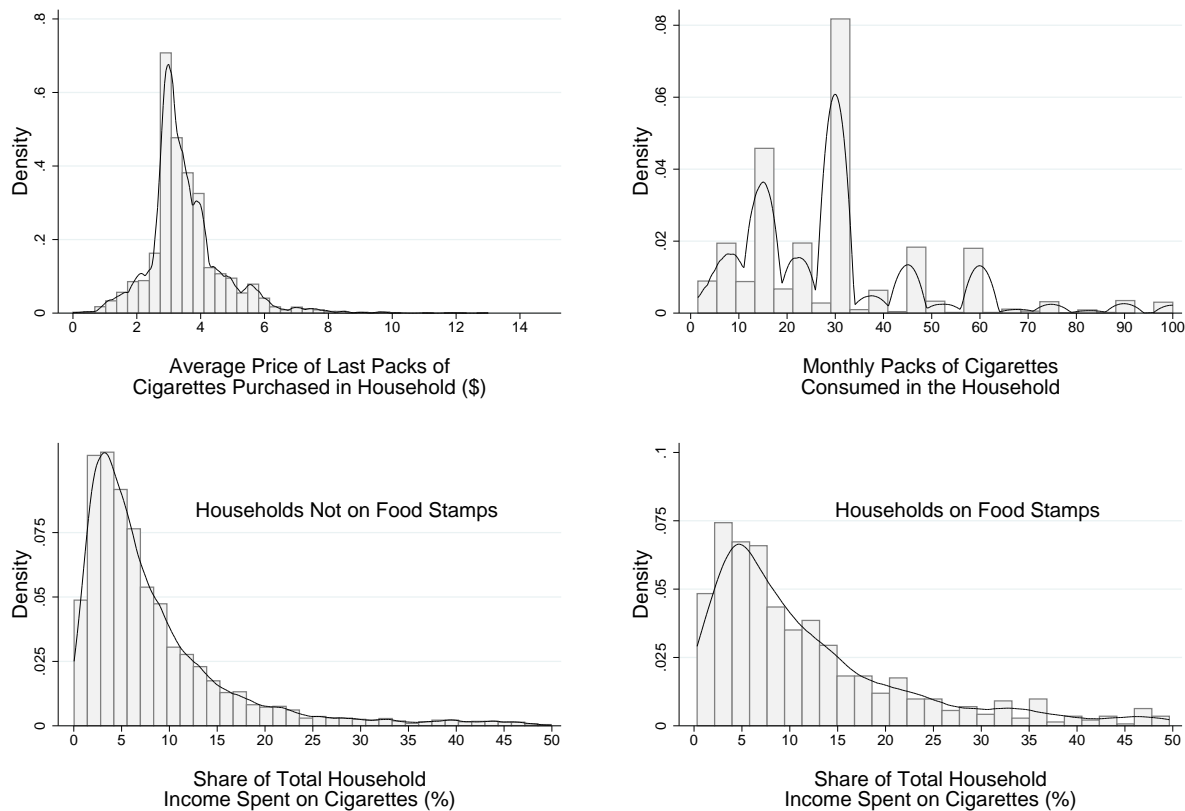 .8
.6
.4
.2
0
Density
0 2 4 6 8 10 12 14
Average Price of Last Packs of
Cigarettes Purchased in Household ($)
.08
.06
.04
.02
0
Density
0 10 20 30 40 50 60 70 80 90 100
Monthly Packs of Cigarettes
Consumed in the Household
Households Not on Food Stamps
.075
.05
.025
0
Density
0 5 10 15 20 25 30 35 40 45 50
Share of Total Household
Income Spent on Cigarettes (%)
Households on Food Stamps
.1
.075
.05
.025
0
Density
0 5 10 15 20 25 30 35 40 45 50
Share of Total Household
Income Spent on Cigarettes (%)